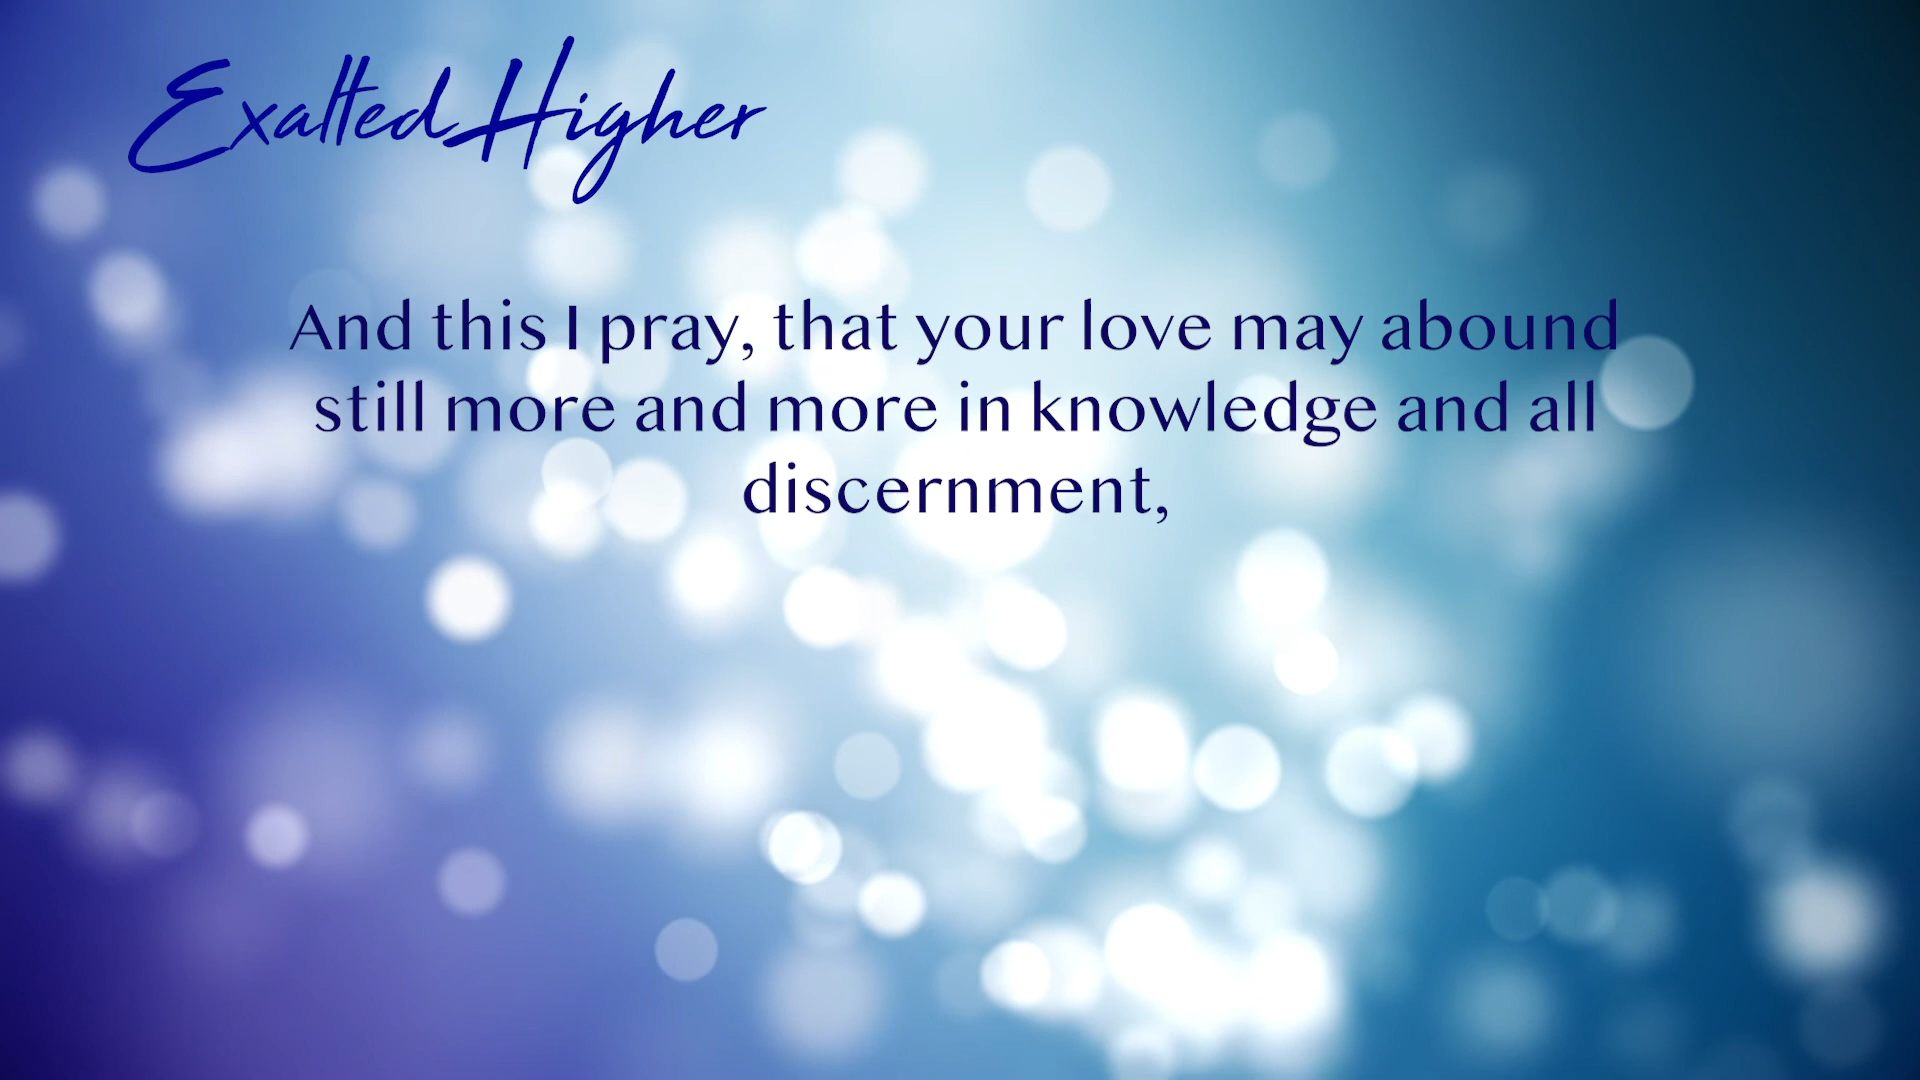 Exalted Higher
And this I pray, that your love may abound
still more and more in knowledge and all
discernment,